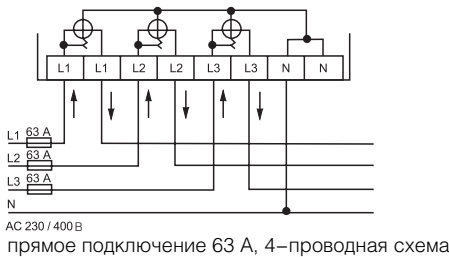 L1 L1 L2 L2 L3 L3 N N
L1 63 A
L2 63 A
L3 63 A
N
AC 230 / 400 В
прямое подключение 63 А, 4–проводная схема